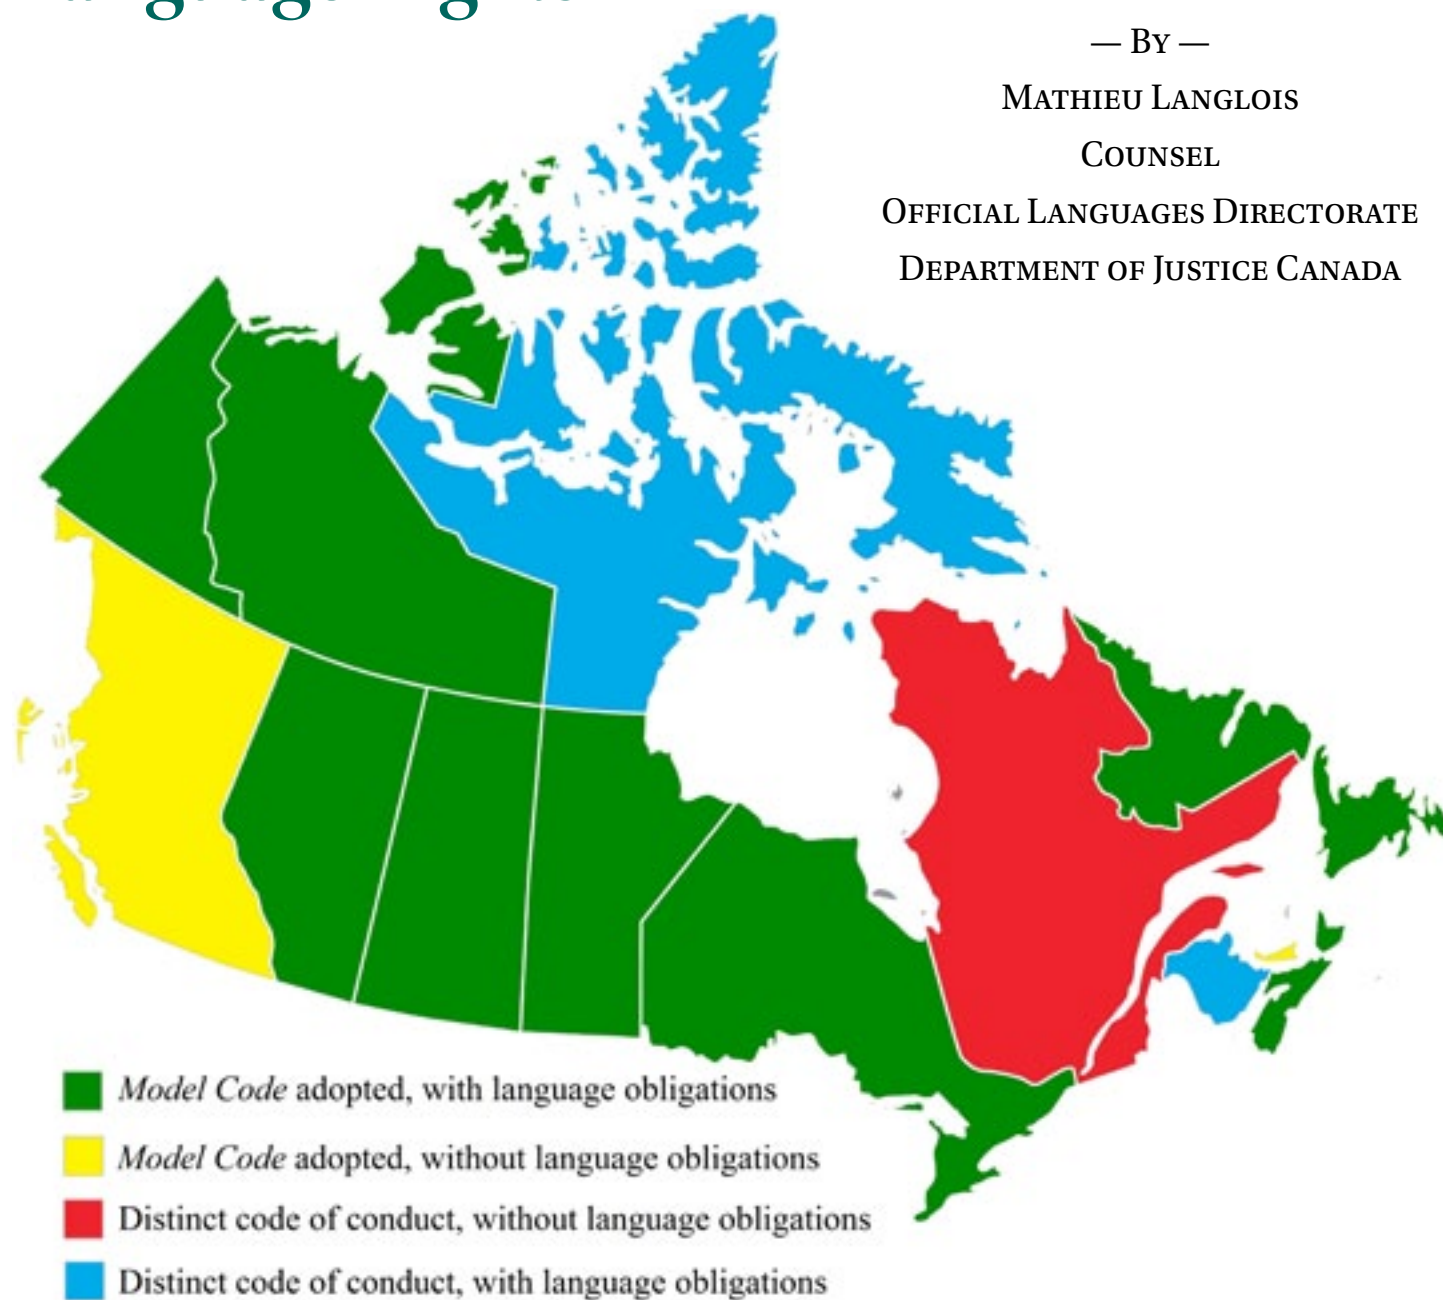 — By —
Mathieu Langlois
Counsel
Official Languages Directorate
Department of Justice Canada
Model Code adopted, with language obligations
Model Code adopted, without language obligations
Distinct code of conduct, without language obligations
Distinct code of conduct, with language obligations